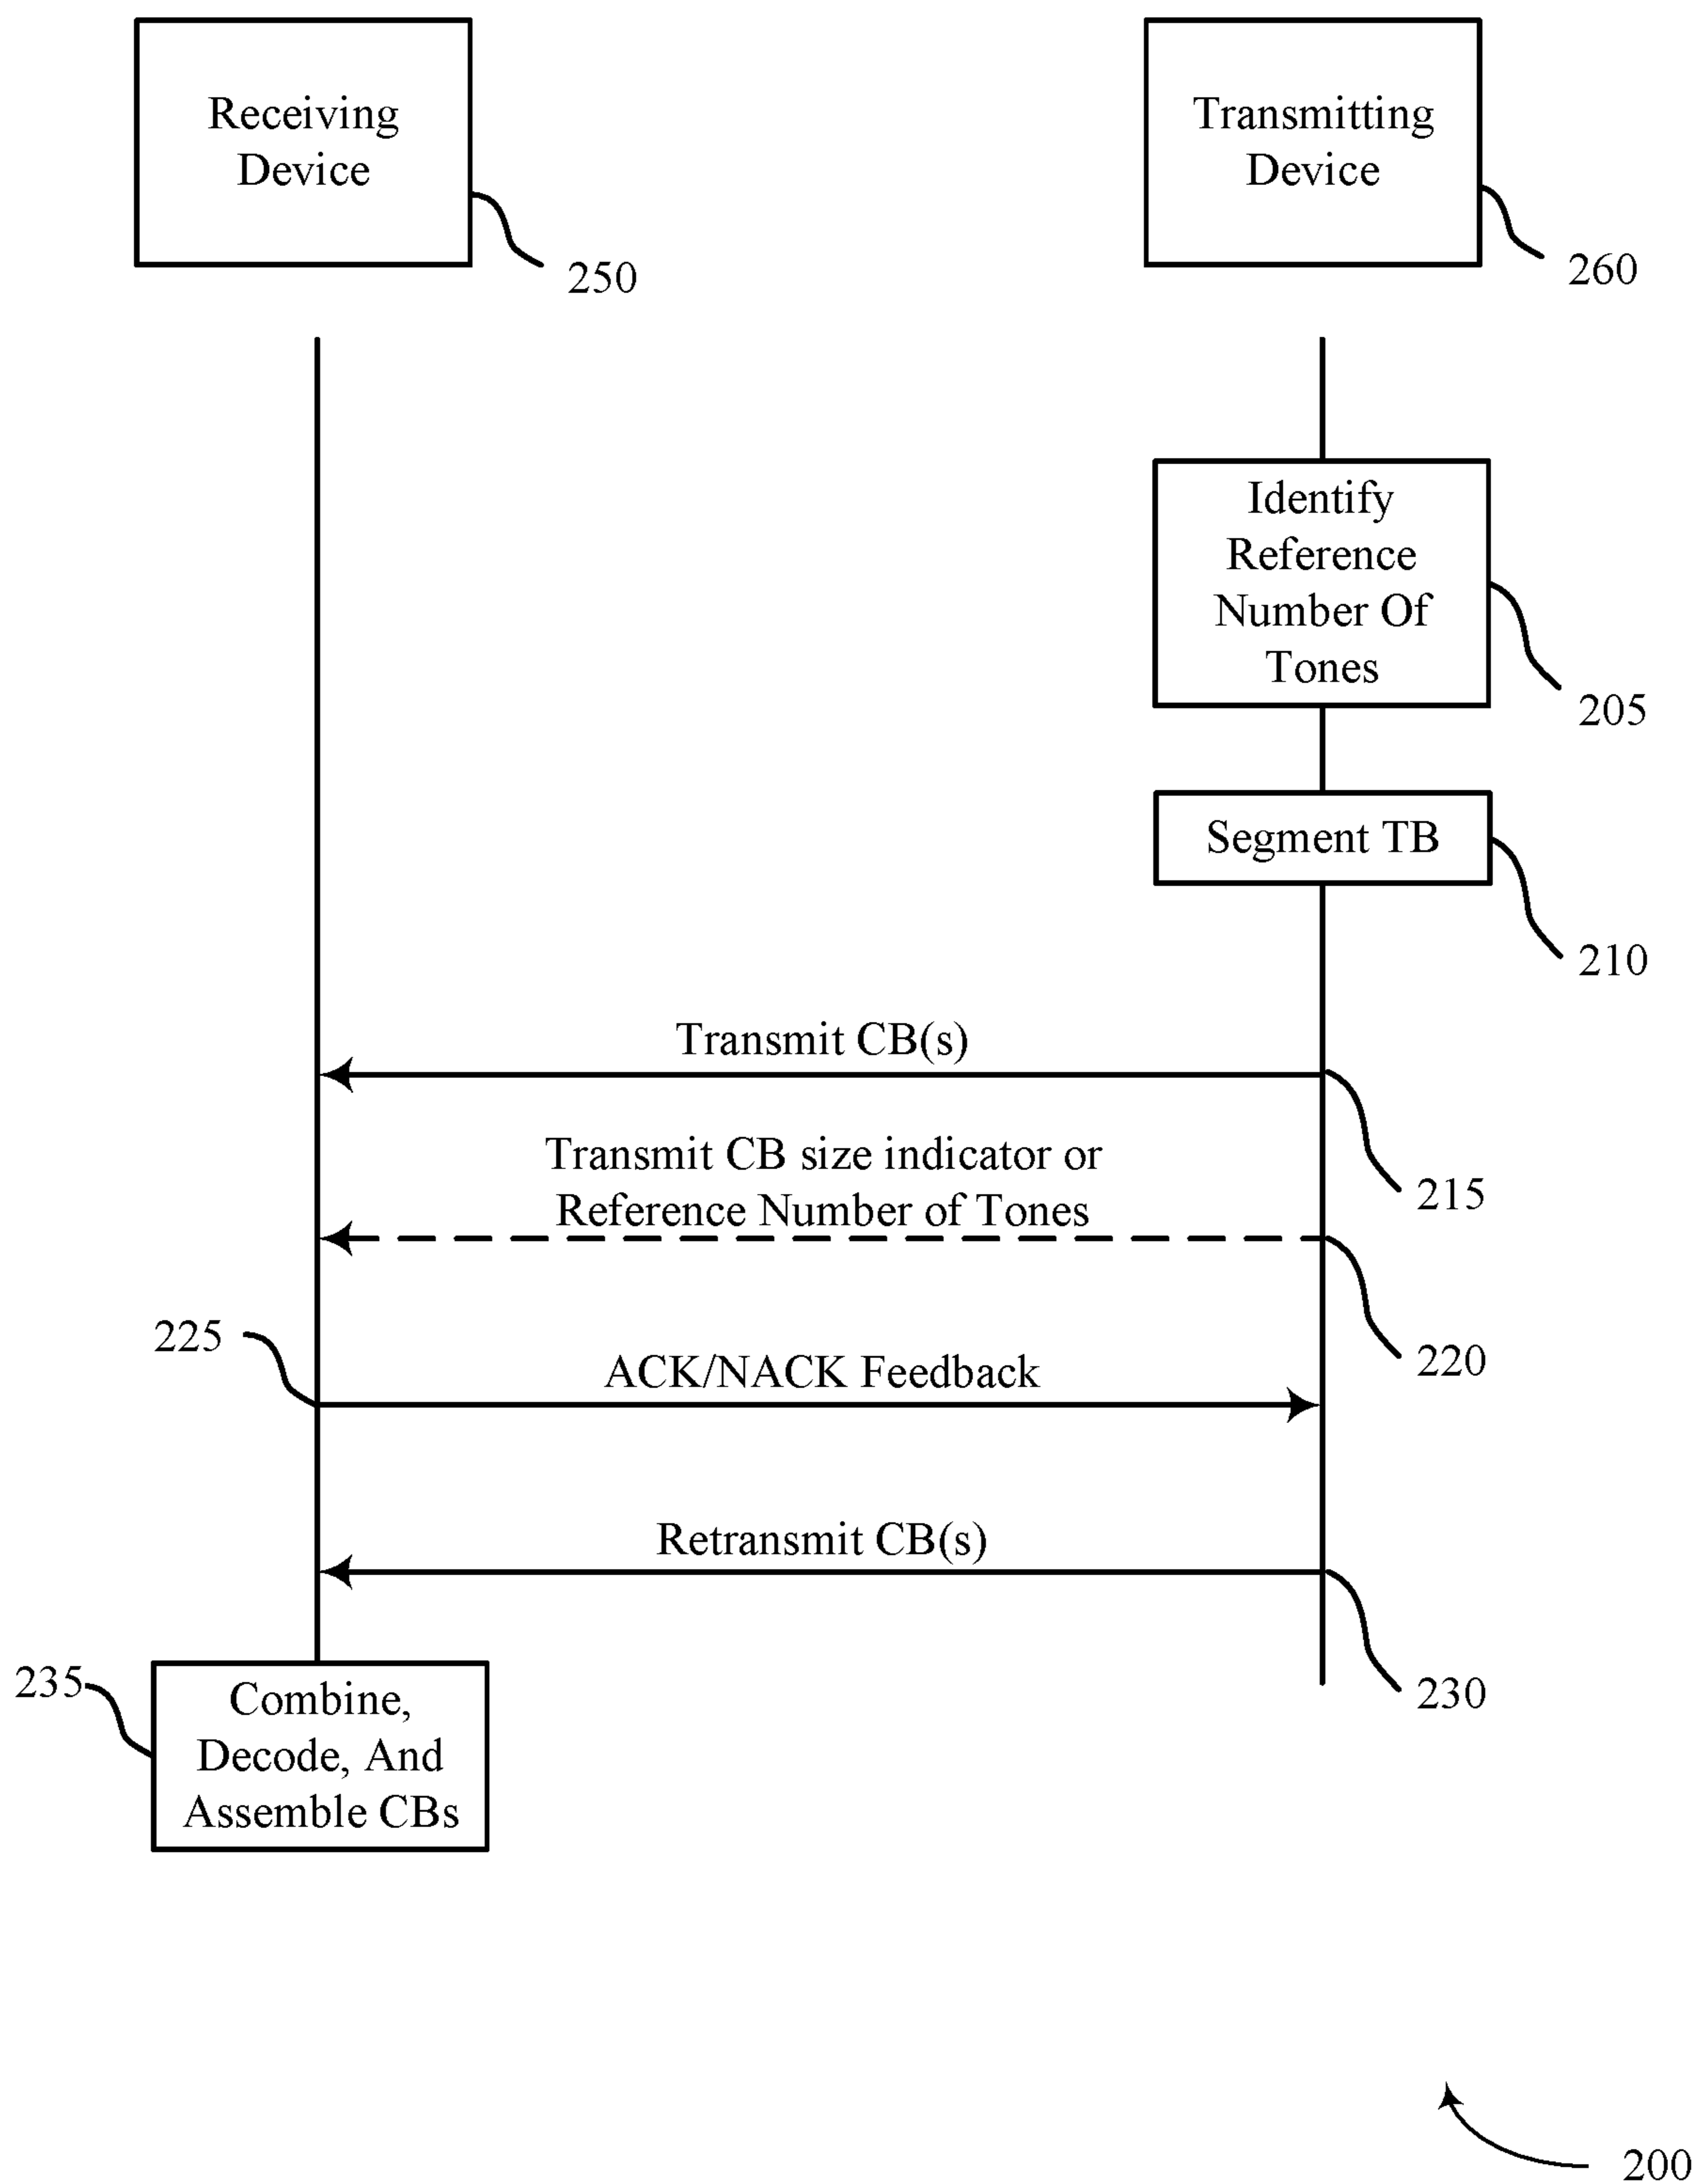 Receiving
Device
250
Transmitting
Device
260
Identify
Reference
Number Of
Tones
205
Segment TB
210
Transmit CB(s)
215
Transmit CB size indicator or
Reference Number of Tones
220
225
ACK/NACK Feedback
Retransmit CB(s)
230
235
Combine,
Decode, And
Assemble CBs
200